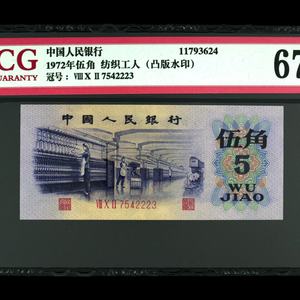 CG
GUARANTY
中国人民银行
11793624
1972年伍角 纺织工人（凸版水印）
冠号：Ⅷ Ⅹ Ⅱ 7542223
67
中国人民银行
伍角
5
WU
JIAO
Ⅷ Ⅹ Ⅱ 7542223